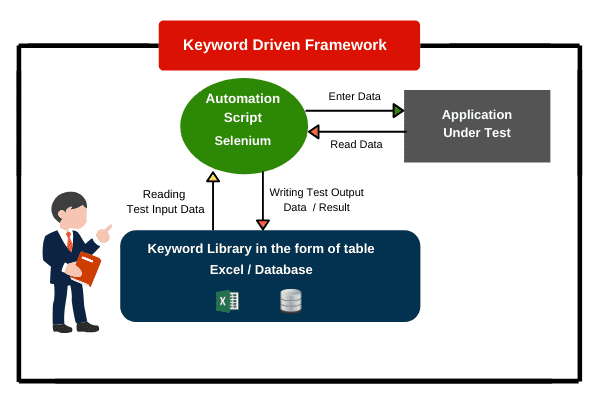 Keyword Driven Framework
Automation
Script
Selenium
Enter Data
Read Data
Application
Under Test
Reading
Test Input Data
Writing Test Output
Data / Result
Keyword Library in the form of table
Excel / Database
X